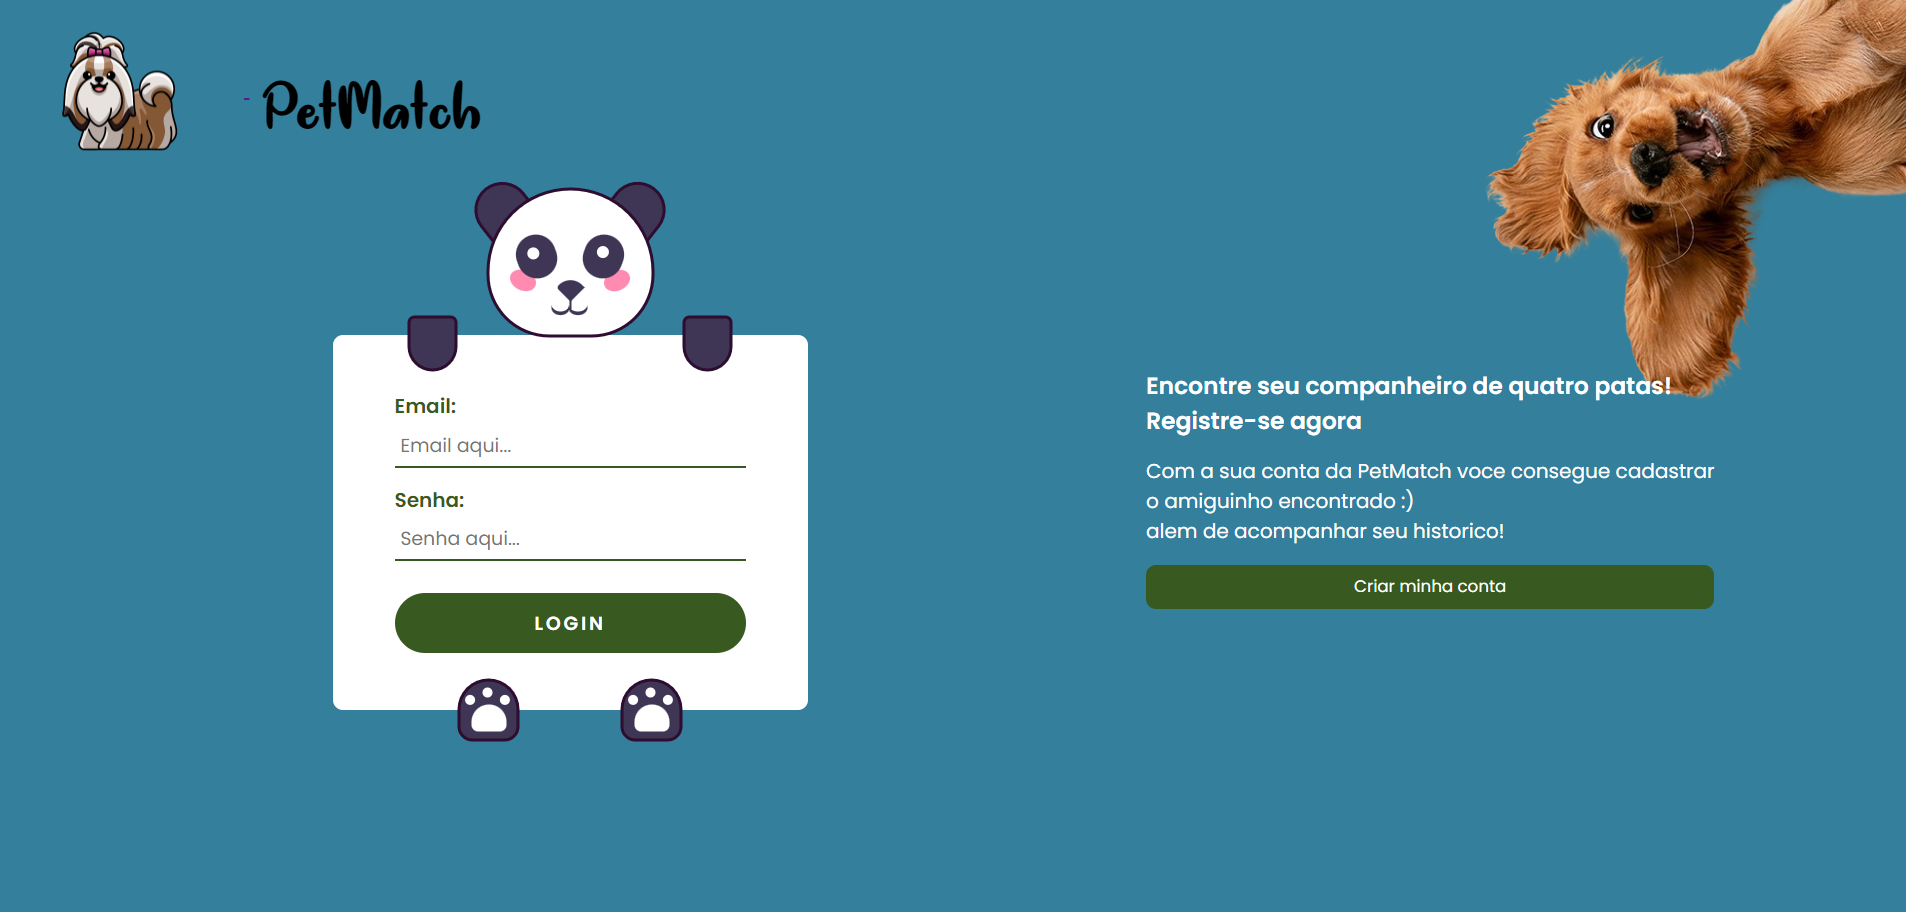 PetMatch
Email:
Email aqui...
Senha:
Senha aqui...
LOGIN
Encontre seu companheiro de quatro patas!
Registre-se agora
Com a sua conta da PetMatch voce consegue cadastrar
o amiguinho encontrado :)
alem de acompanhar seu historico!
Criar minha conta